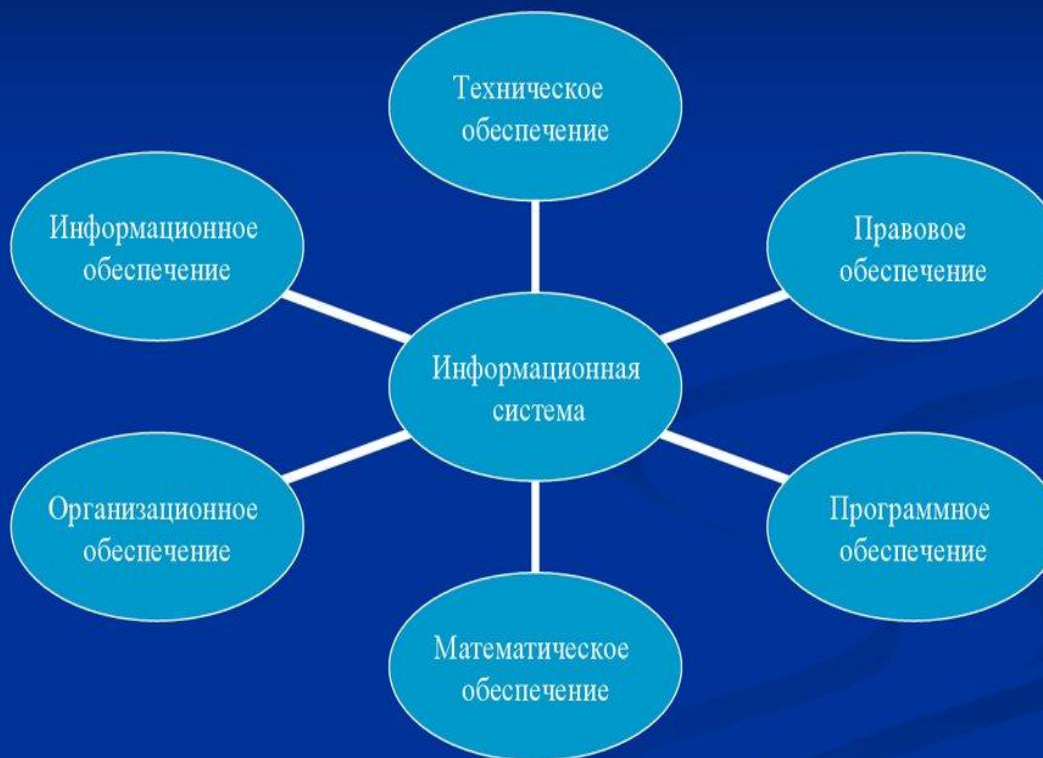 Техническое
обеспечение
Информационное
обеспечение
Правовое
обеспечение
Информационная
система
Организационное
обеспечение
Программное
обеспечение
Математическое
обеспечение